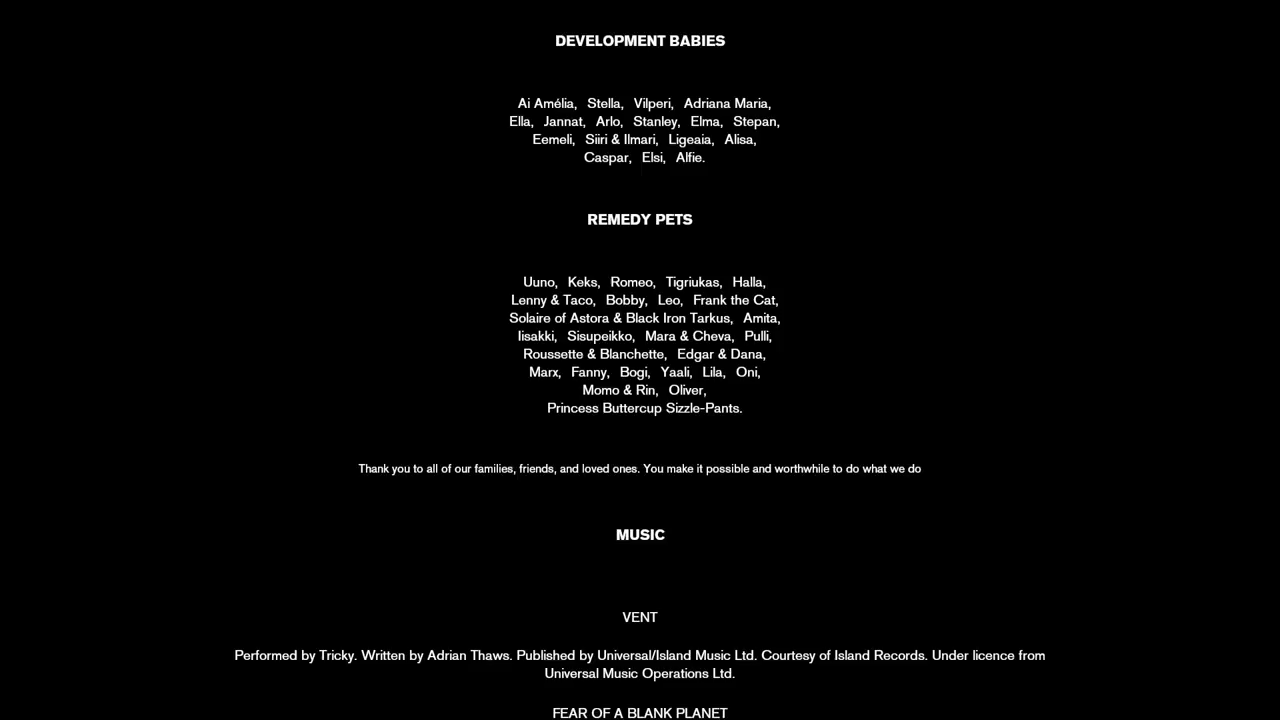 DEVELOPMENT BABIES
Ai Amélia, Stella, Vilperi, Adriana Maria,
Ella, Jannat, Arlo, Stanley, Elma, Stepan,
Eemeli, Siiri & Ilmari, Ligeaia, Alisa,
Caspar, Elsi, Alfie.
REMEDY PETS
Uuno, Keks, Romeo, Tigriukas, Halla,
Lenny & Taco, Bobby, Leo, Frank the Cat,
Solaire of Astora & Black Iron Tarkus, Amita,
Iisakki, Sisupeikko, Mara & Cheva, Pulli,
Roussette & Blanchette, Edgar & Dana,
Marx, Fanny, Bogi, Yaali, Lila, Oni,
Momo & Rin, Oliver,
Princess Buttercup Sizzle-Pants.
Thank you to all of our families, friends, and loved ones. You make it possible and worthwhile to do what we do
MUSIC
VENT
Performed by Tricky. Written by Adrian Thaws. Published by Universal/Island Music Ltd. Courtesy of Island Records. Under licence from
Universal Music Operations Ltd.
FEAR OF A BLANK PLANET